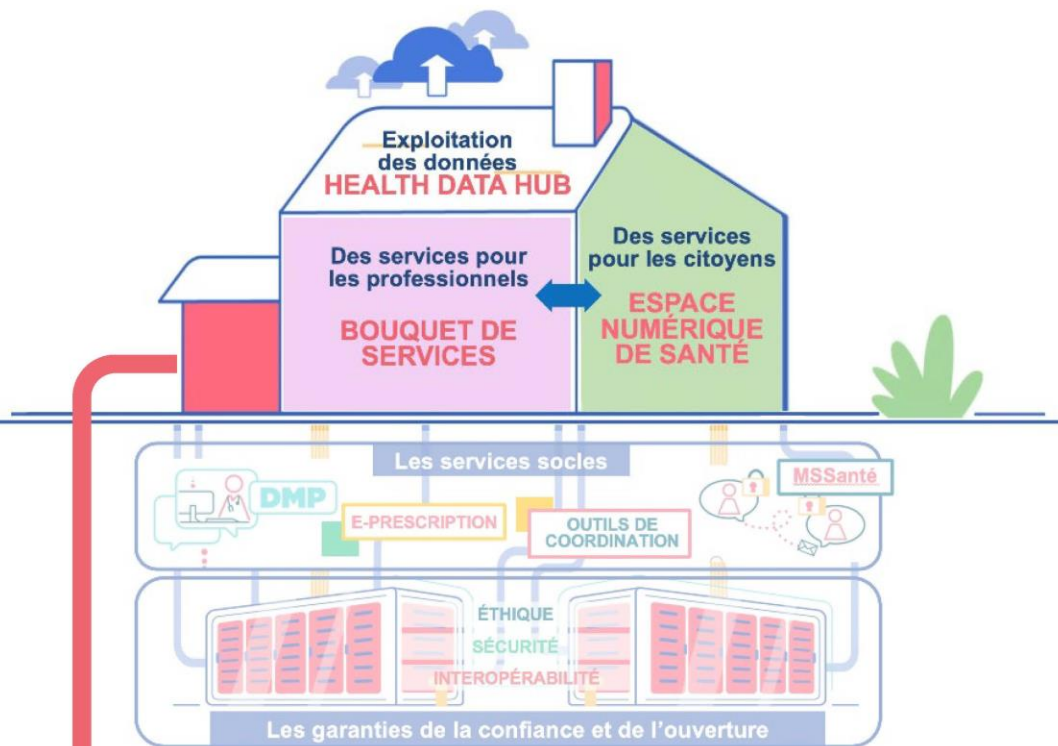 Exploitation
des données
HEALTH DATA HUB
Des services pour
les professionnels
BOUQUET DE
SERVICES
Des services
pour les citoyens
ESPACE
NUMÉRIQUE
DE SANTÉ
Les services socles
DMP
E-PRESCRIPTION
OUTILS DE
COORDINATION
MSSanté
ÉTHIQUE
SÉCURITÉ
INTEROPÉRABILITÉ
Les garanties de la confiance et de l'ouverture